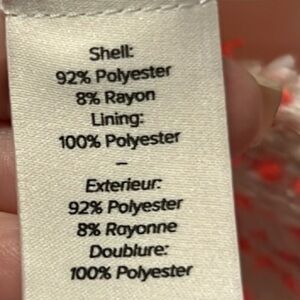 Shell:
92% Polyester
8% Rayon
Lining:
100% Polyester
–
Exterieur:
92% Polyester
8% Rayonne
Doublure:
100% Polyester